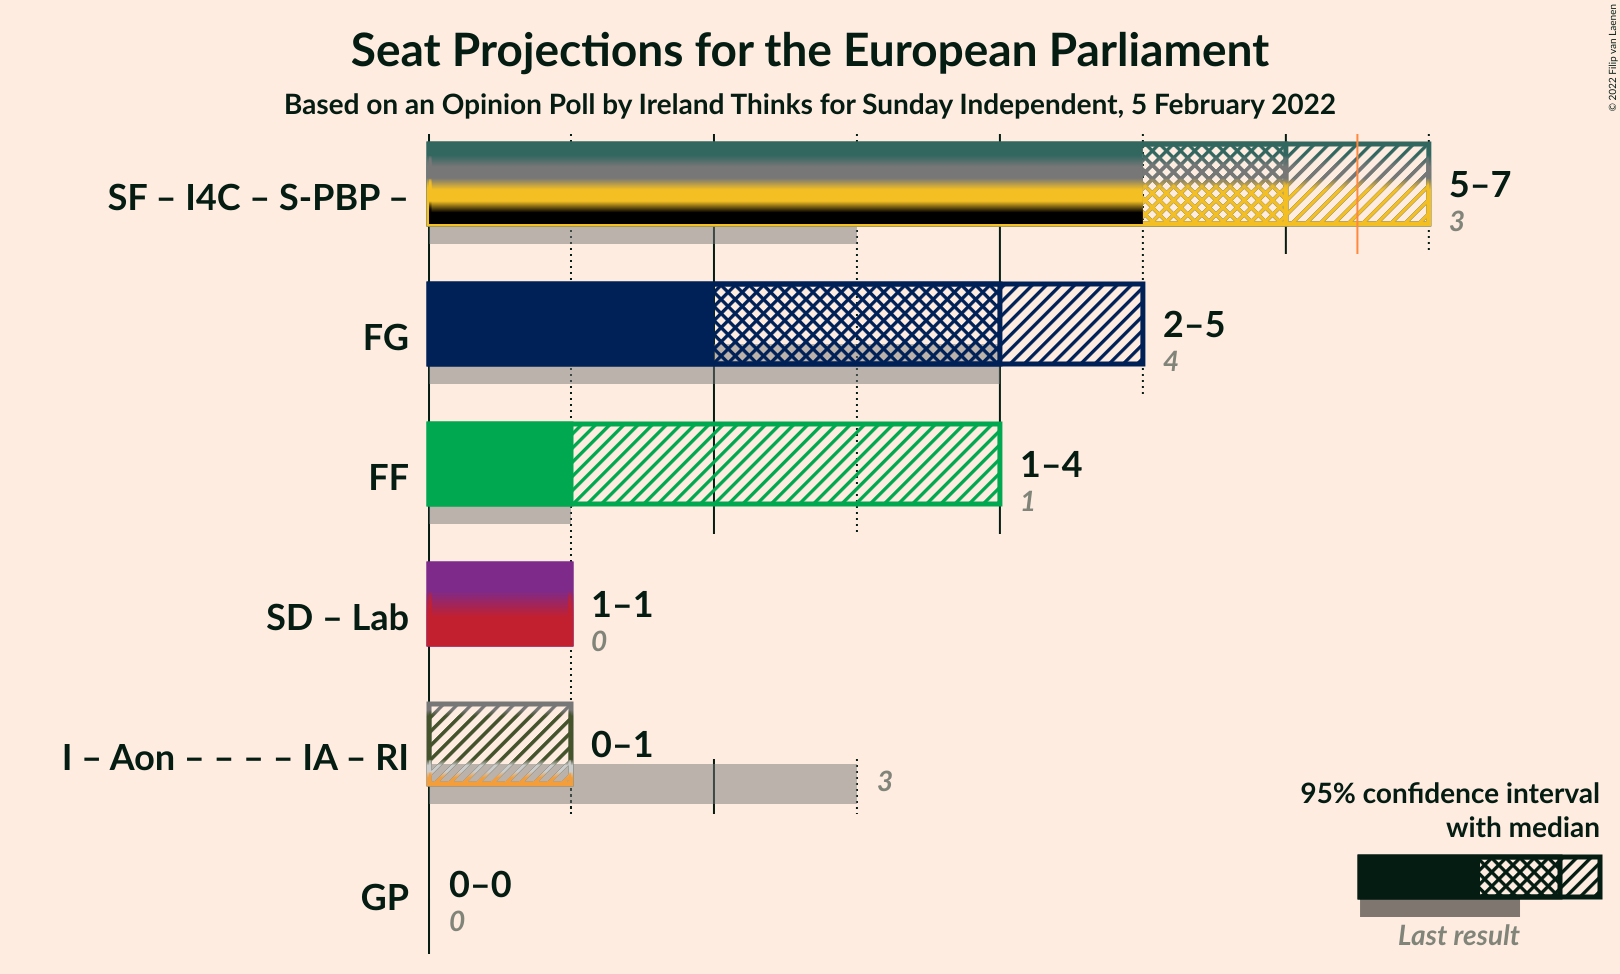 Seat Projections for the European Parliament
Based on an Opinion Poll by Ireland Thinks for Sunday Independent, 5 February 2022
© 2022 Filip van Laenen
SF – I4C – S-PBP –
5–7
3
FG
2–5
4
FF
1–4
1
SD – Lab
1–1
0
I – Aon – – – – IA – RI
0–1
3
GP
0–0
0
95% confidence interval
with median
Last result